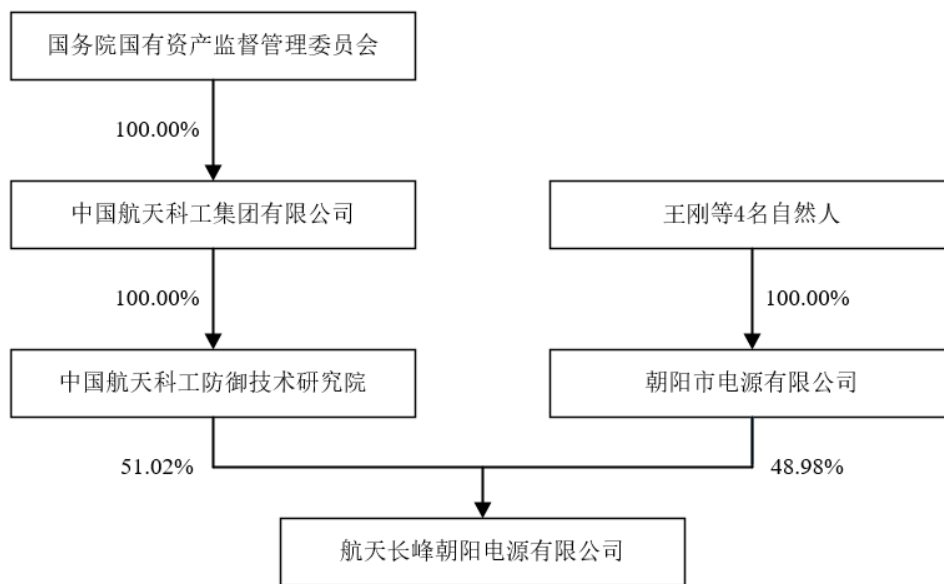 国务院国有资产监督管理委员会
100.00%
中国航天科工集团有限公司
王刚等4名自然人
100.00%
100.00%
中国航天科工防御技术研究院
朝阳市电源有限公司
51.02%
48.98%
航天长峰朝阳电源有限公司